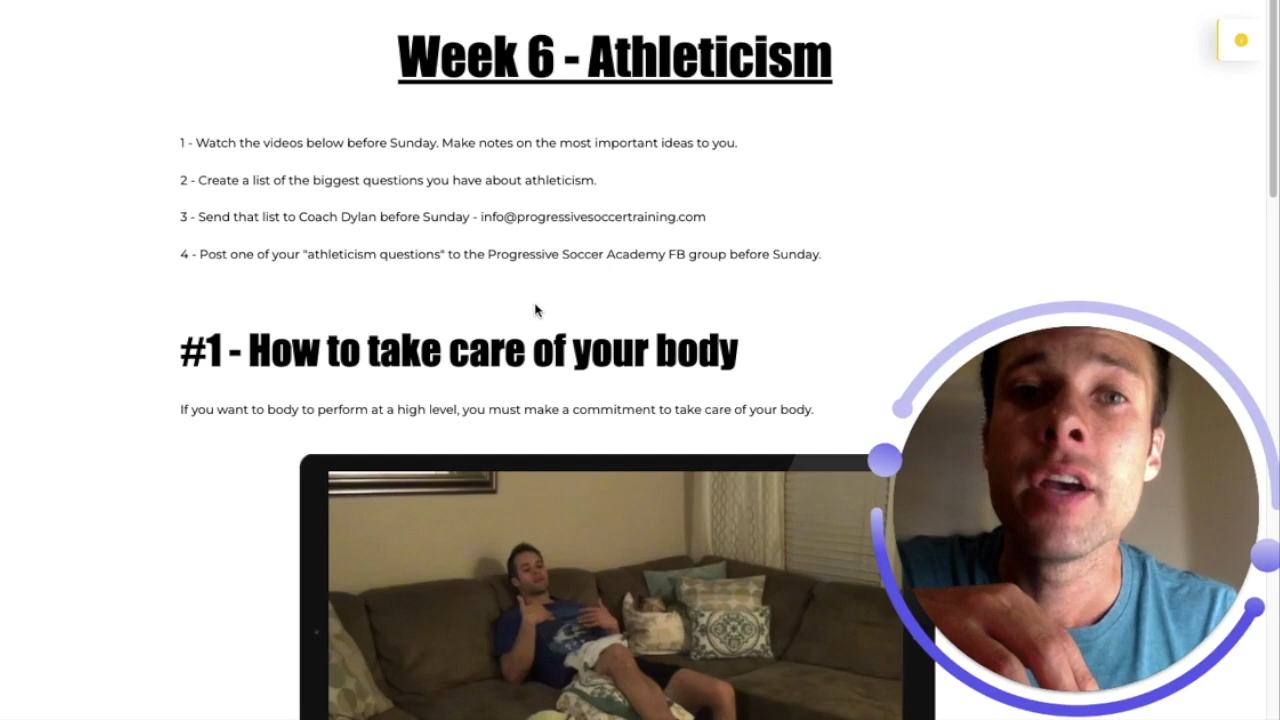 Week 6 - Athleticism
1 - Watch the videos below before Sunday. Make notes on the most important ideas to you.
2 - Create a list of the biggest questions you have about athleticism.
3 - Send that list to Coach Dylan before Sunday - info@progressivesoccertraining.com
4 - Post one of your "athleticism questions" to the Progressive Soccer Academy FB group before Sunday.
#1 - How to take care of your body
If you want to body to perform at a high level, you must make a commitment to take care of your body.